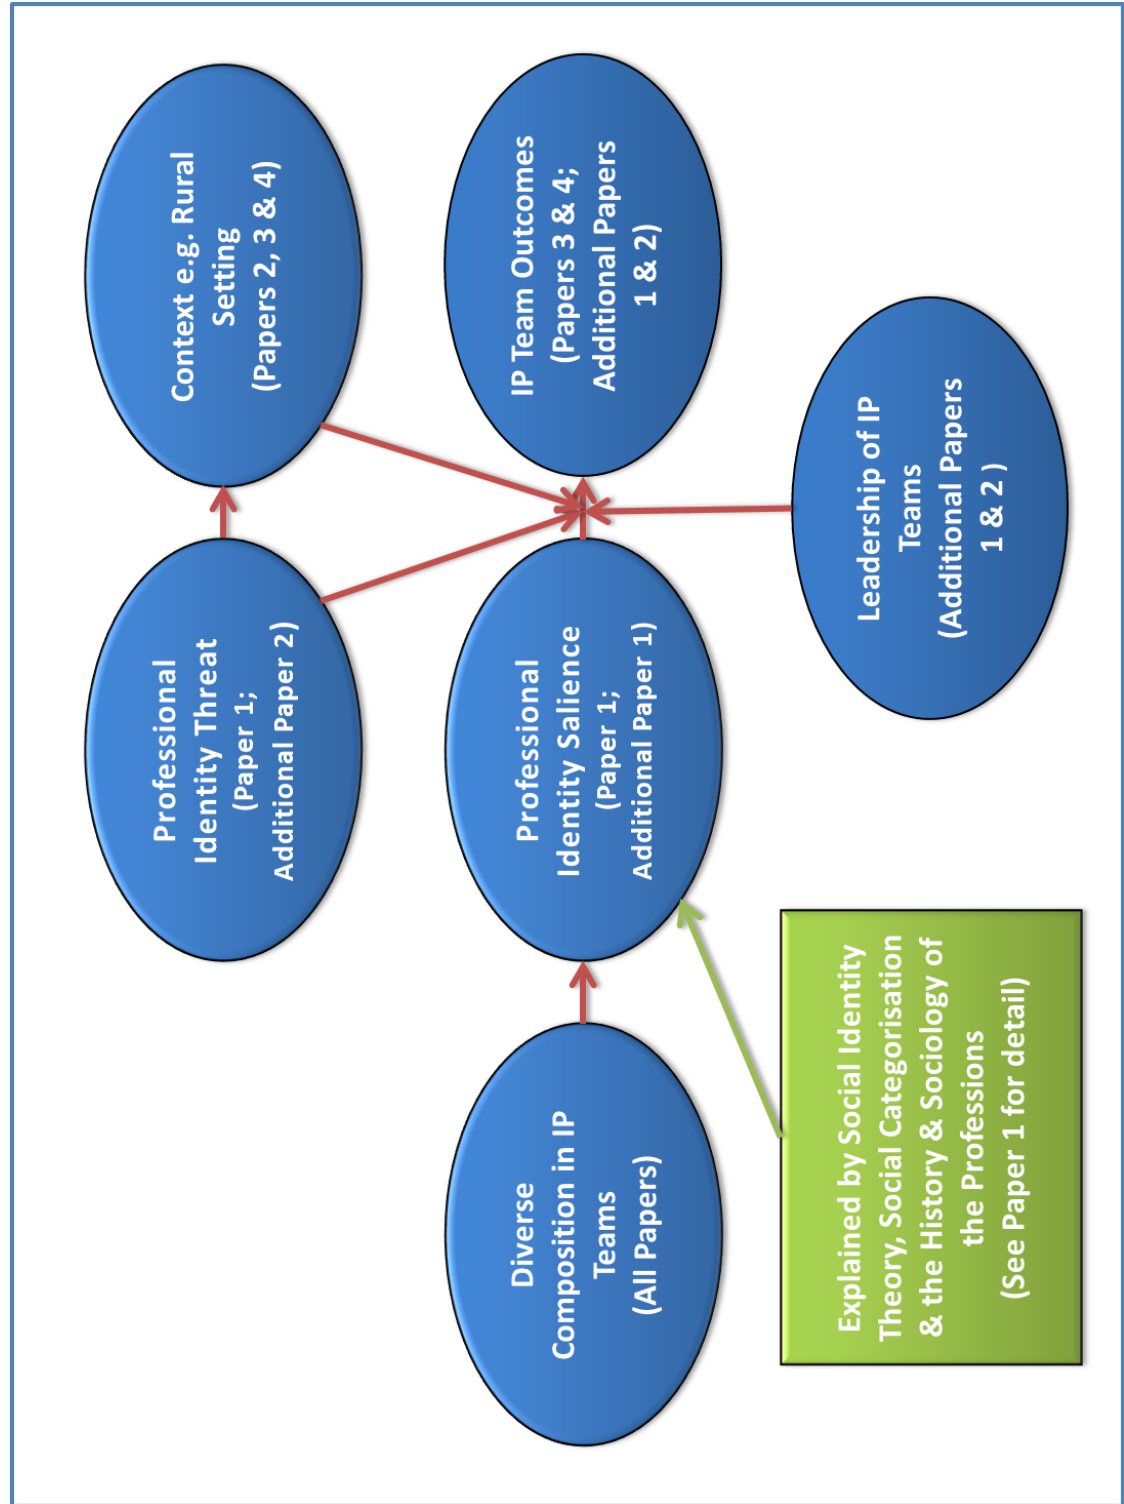 Professional
Identity Threat
(Paper 1;
Additional Paper 2)
Context e.g. Rural
Setting
(Papers 2, 3 & 4)
Diverse
Composition in IP
Teams
(All Papers)
Professional
Identity Salience
(Paper 1;
Additional Paper 1)
IP Team Outcomes
(Papers 3 & 4;
Additional Papers
1 & 2)
Explained by Social Identity
Theory, Social Categorisation
& the History & Sociology of
the Professions
(See Paper 1 for detail)
Leadership of IP
Teams
(Additional Papers
1 & 2 )